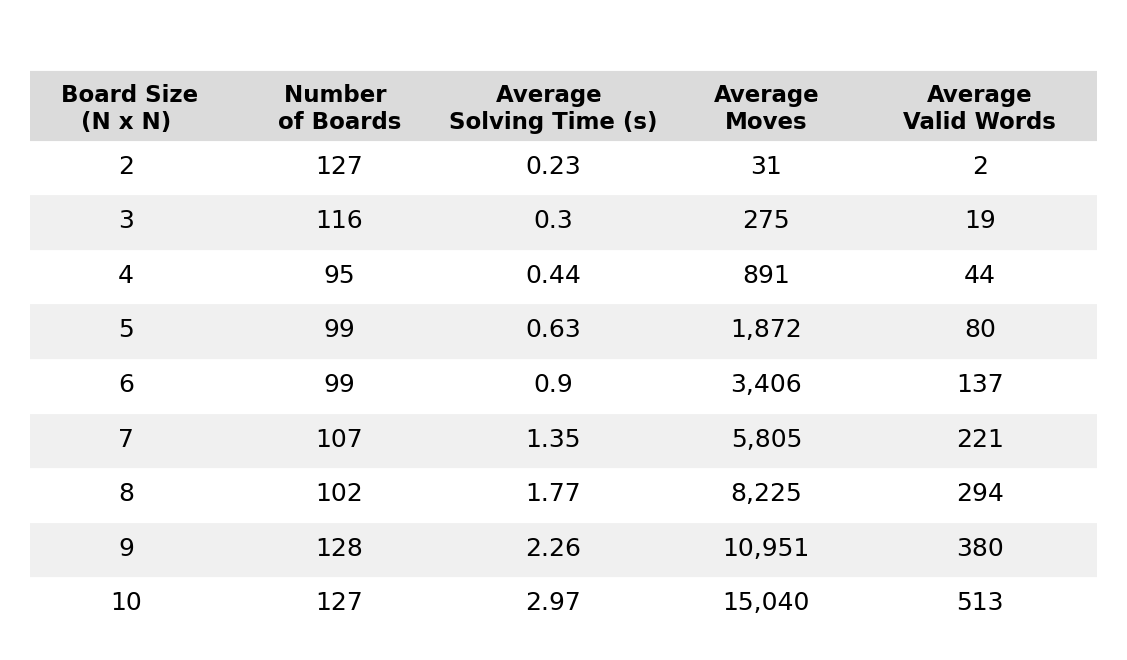 Board Size (N x N) Number of Boards Average Solving Time (s) Average Moves Average Valid Words
2 127 0.23 31 2
3 116 0.3 275 19
4 95 0.44 891 44
5 99 0.63 1,872 80
6 99 0.9 3,406 137
7 107 1.35 5,805 221
8 102 1.77 8,225 294
9 128 2.26 10,951 380
10 127 2.97 15,040 513